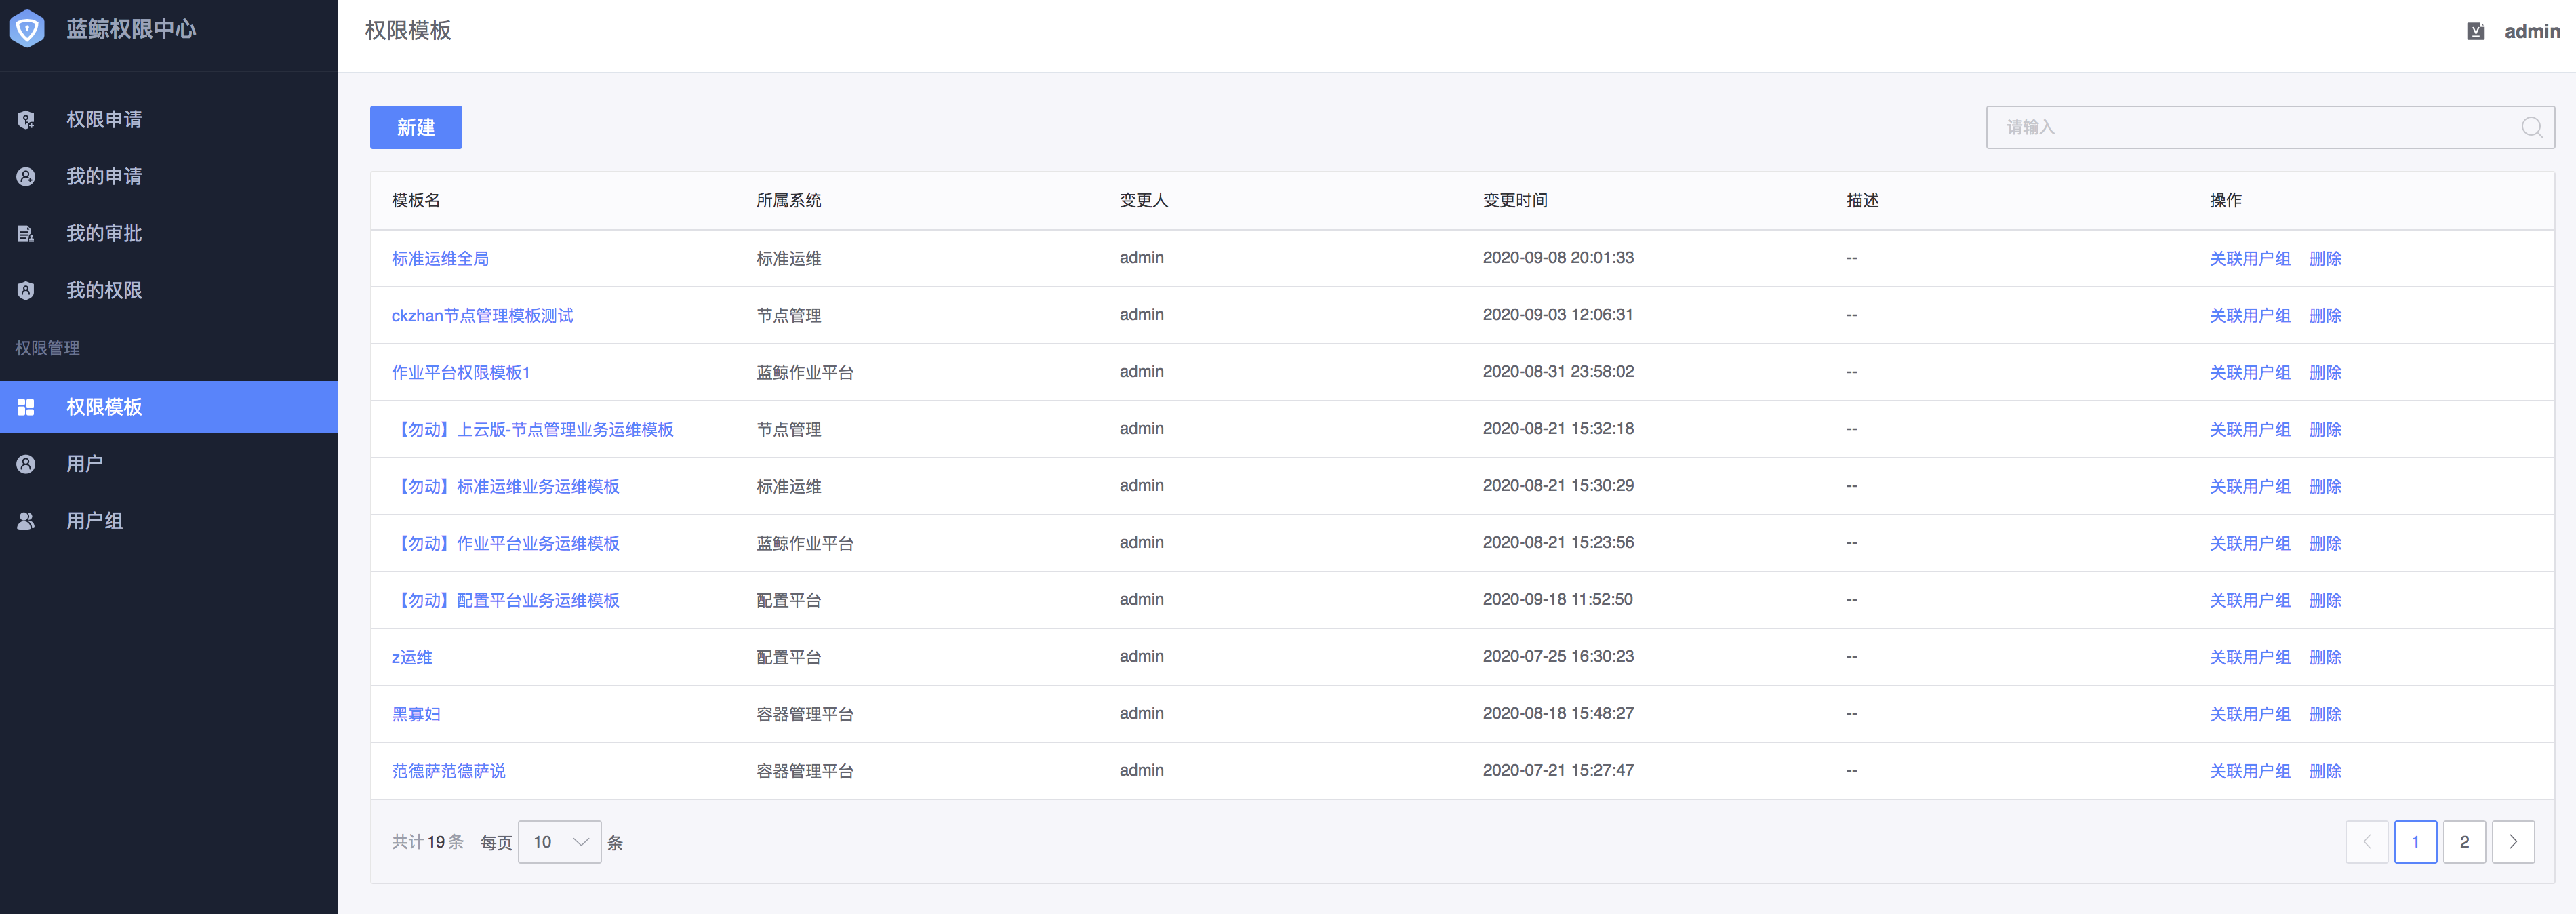 蓝鲸权限中心
权限模板
admin
权限申请
我的申请
我的审批
我的权限
权限管理
权限模板
用户
用户组
新建
请输入
模板名 所属系统 变更人 变更时间 描述 操作
标准运维全局 标准运维 admin 2020-09-08 20:01:33 -- 关联用户组 删除
ckzhan节点管理模板测试 节点管理 admin 2020-09-03 12:06:31 -- 关联用户组 删除
作业平台权限模板1 蓝鲸作业平台 admin 2020-08-31 23:58:02 -- 关联用户组 删除
【勿动】上云版-节点管理业务运维模板 节点管理 admin 2020-08-21 15:32:18 -- 关联用户组 删除
【勿动】标准运维业务运维模板 标准运维 admin 2020-08-21 15:30:29 -- 关联用户组 删除
【勿动】作业平台业务运维模板 蓝鲸作业平台 admin 2020-08-21 15:23:56 -- 关联用户组 删除
【勿动】配置平台业务运维模板 配置平台 admin 2020-09-18 11:52:50 -- 关联用户组 删除
z运维 配置平台 admin 2020-07-25 16:30:23 -- 关联用户组 删除
黑寡妇 容器管理平台 admin 2020-08-18 15:48:27 -- 关联用户组 删除
范德萨范德萨说 容器管理平台 admin 2020-07-21 15:27:47 -- 关联用户组 删除
共计19条 每页 10 条 1 2